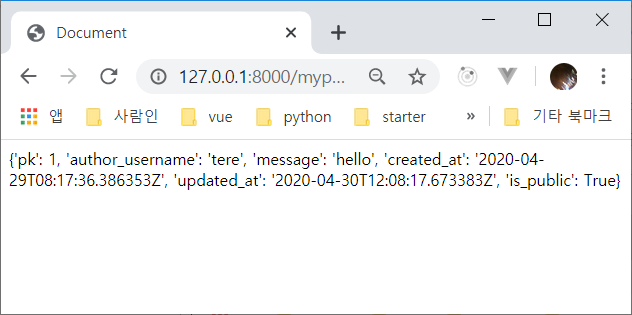 Document
127.0.0.1:8000/myp...
앱 사람인 vue python starter » 기타 북마크
{'pk': 1, 'author_username': 'tere', 'message': 'hello', 'created_at': '2020-04-
29T08:17:36.386353Z', 'updated_at': '2020-04-30T12:08:17.673383Z', 'is_public': True}